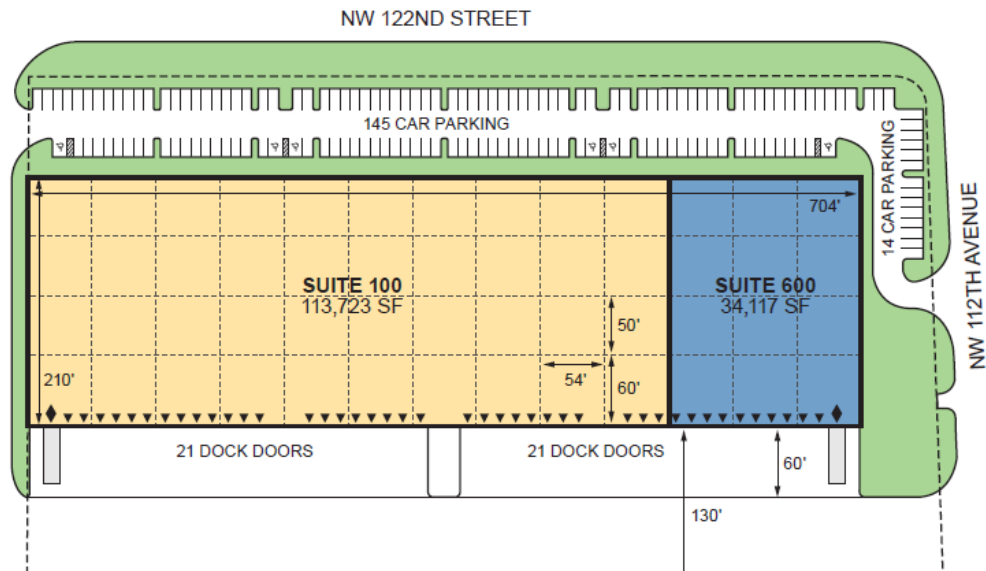 NW 122ND STREET
145 CAR PARKING
14 CAR PARKING
NW 112TH AVENUE
704'
SUITE 100
113,723 SF
SUITE 600
34,117 SF
50'
54'
60'
210'
21 DOCK DOORS
21 DOCK DOORS
60'
130'